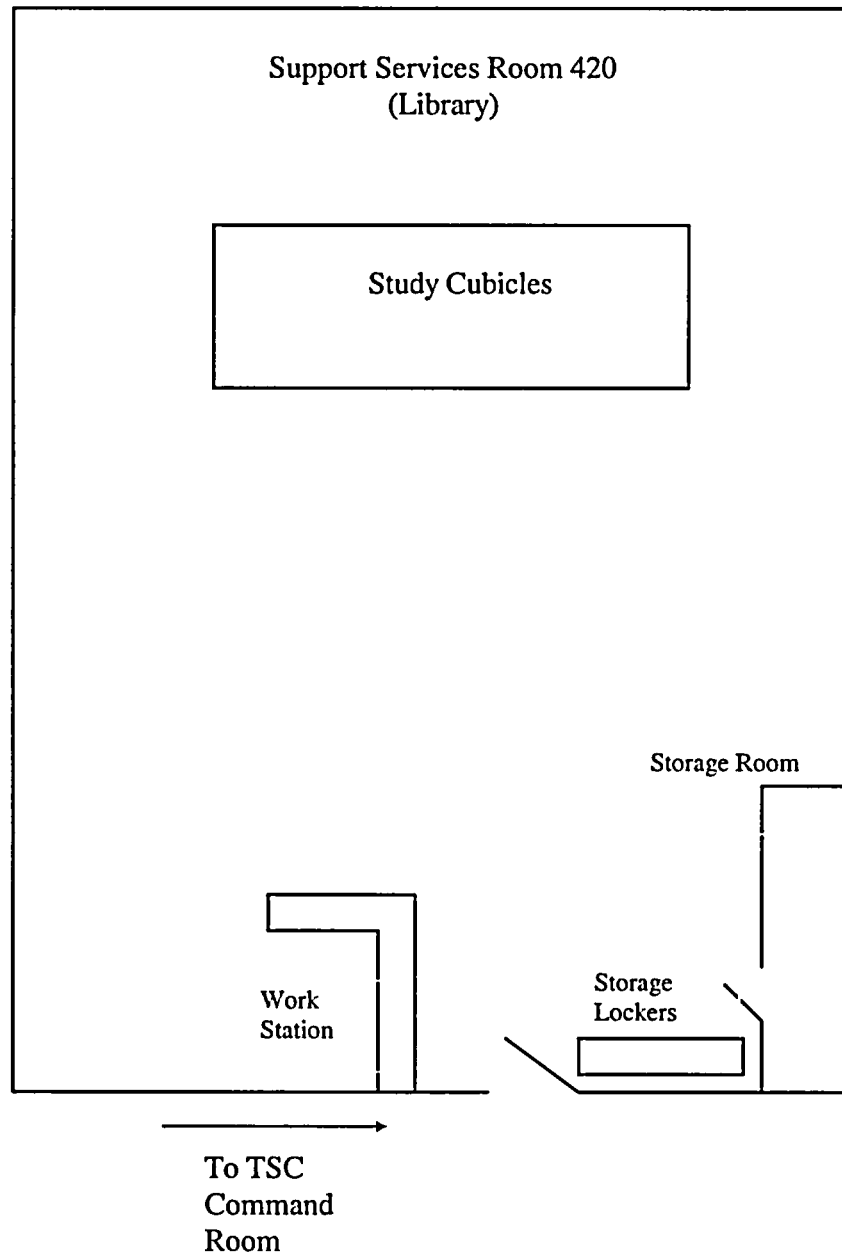 Support Services Room 420
(Library)
Study Cubicles
Storage Room
Work
Station
Storage
Lockers
To TSC
Command
Room